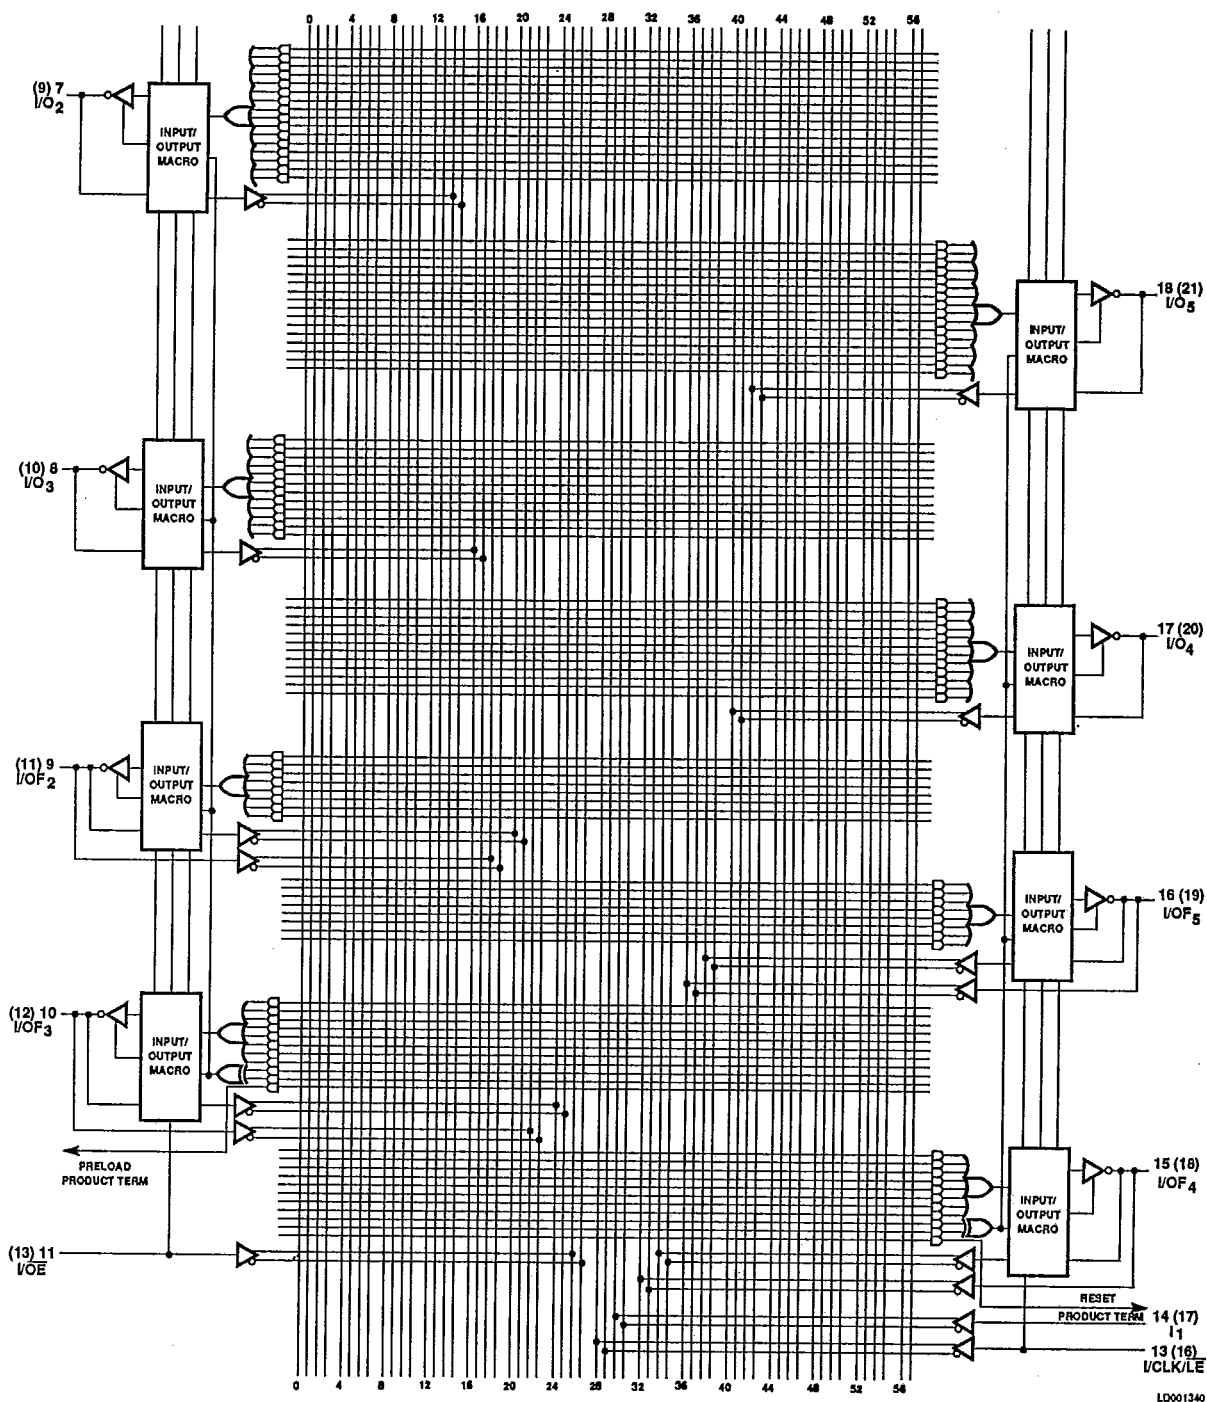 0 4 8 12 16 20 24 28 32 36 40 44 48 52 56
(9) 7
I/O2
INPUT/
OUTPUT
MACRO
18 (21)
I/O5
INPUT/
OUTPUT
MACRO
(10) 8
I/O3
INPUT/
OUTPUT
MACRO
17 (20)
I/O4
INPUT/
OUTPUT
MACRO
(11) 9
I/OF2
INPUT/
OUTPUT
MACRO
16 (19)
I/OF5
INPUT/
OUTPUT
MACRO
(12) 10
I/OF3
INPUT/
OUTPUT
MACRO
PRELOAD
PRODUCT TERM
15 (18)
I/OF4
INPUT/
OUTPUT
MACRO
(13) 11
I/O̅E̅
RESET
PRODUCT TERM
14 (17)
I1
13 (16)
I/CLK/L̅E̅
0 4 8 12 16 20 24 28 32 36 40 44 48 52 56
LD001340